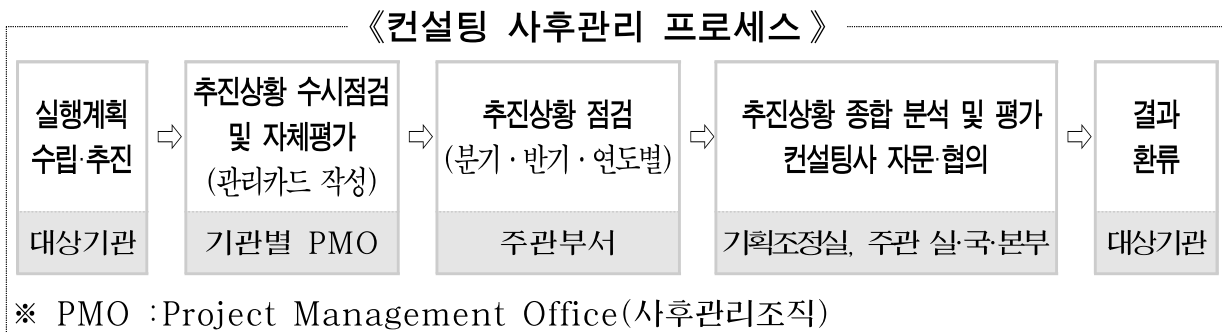 《컨설팅 사후관리 프로세스》
실행계획
수립·추진
대상기관
⇨
추진상황 수시점검
및 자체평가
(관리카드 작성)
기관별 PMO
⇨
추진상황 점검
(분기·반기·연도별)
주관부서
⇨
추진상황 종합 분석 및 평가
컨설팅사 자문·협의
기획조정실, 주관 실·국·본부
⇨
결과
환류
대상기관
※ PMO :Project Management Office(사후관리조직)